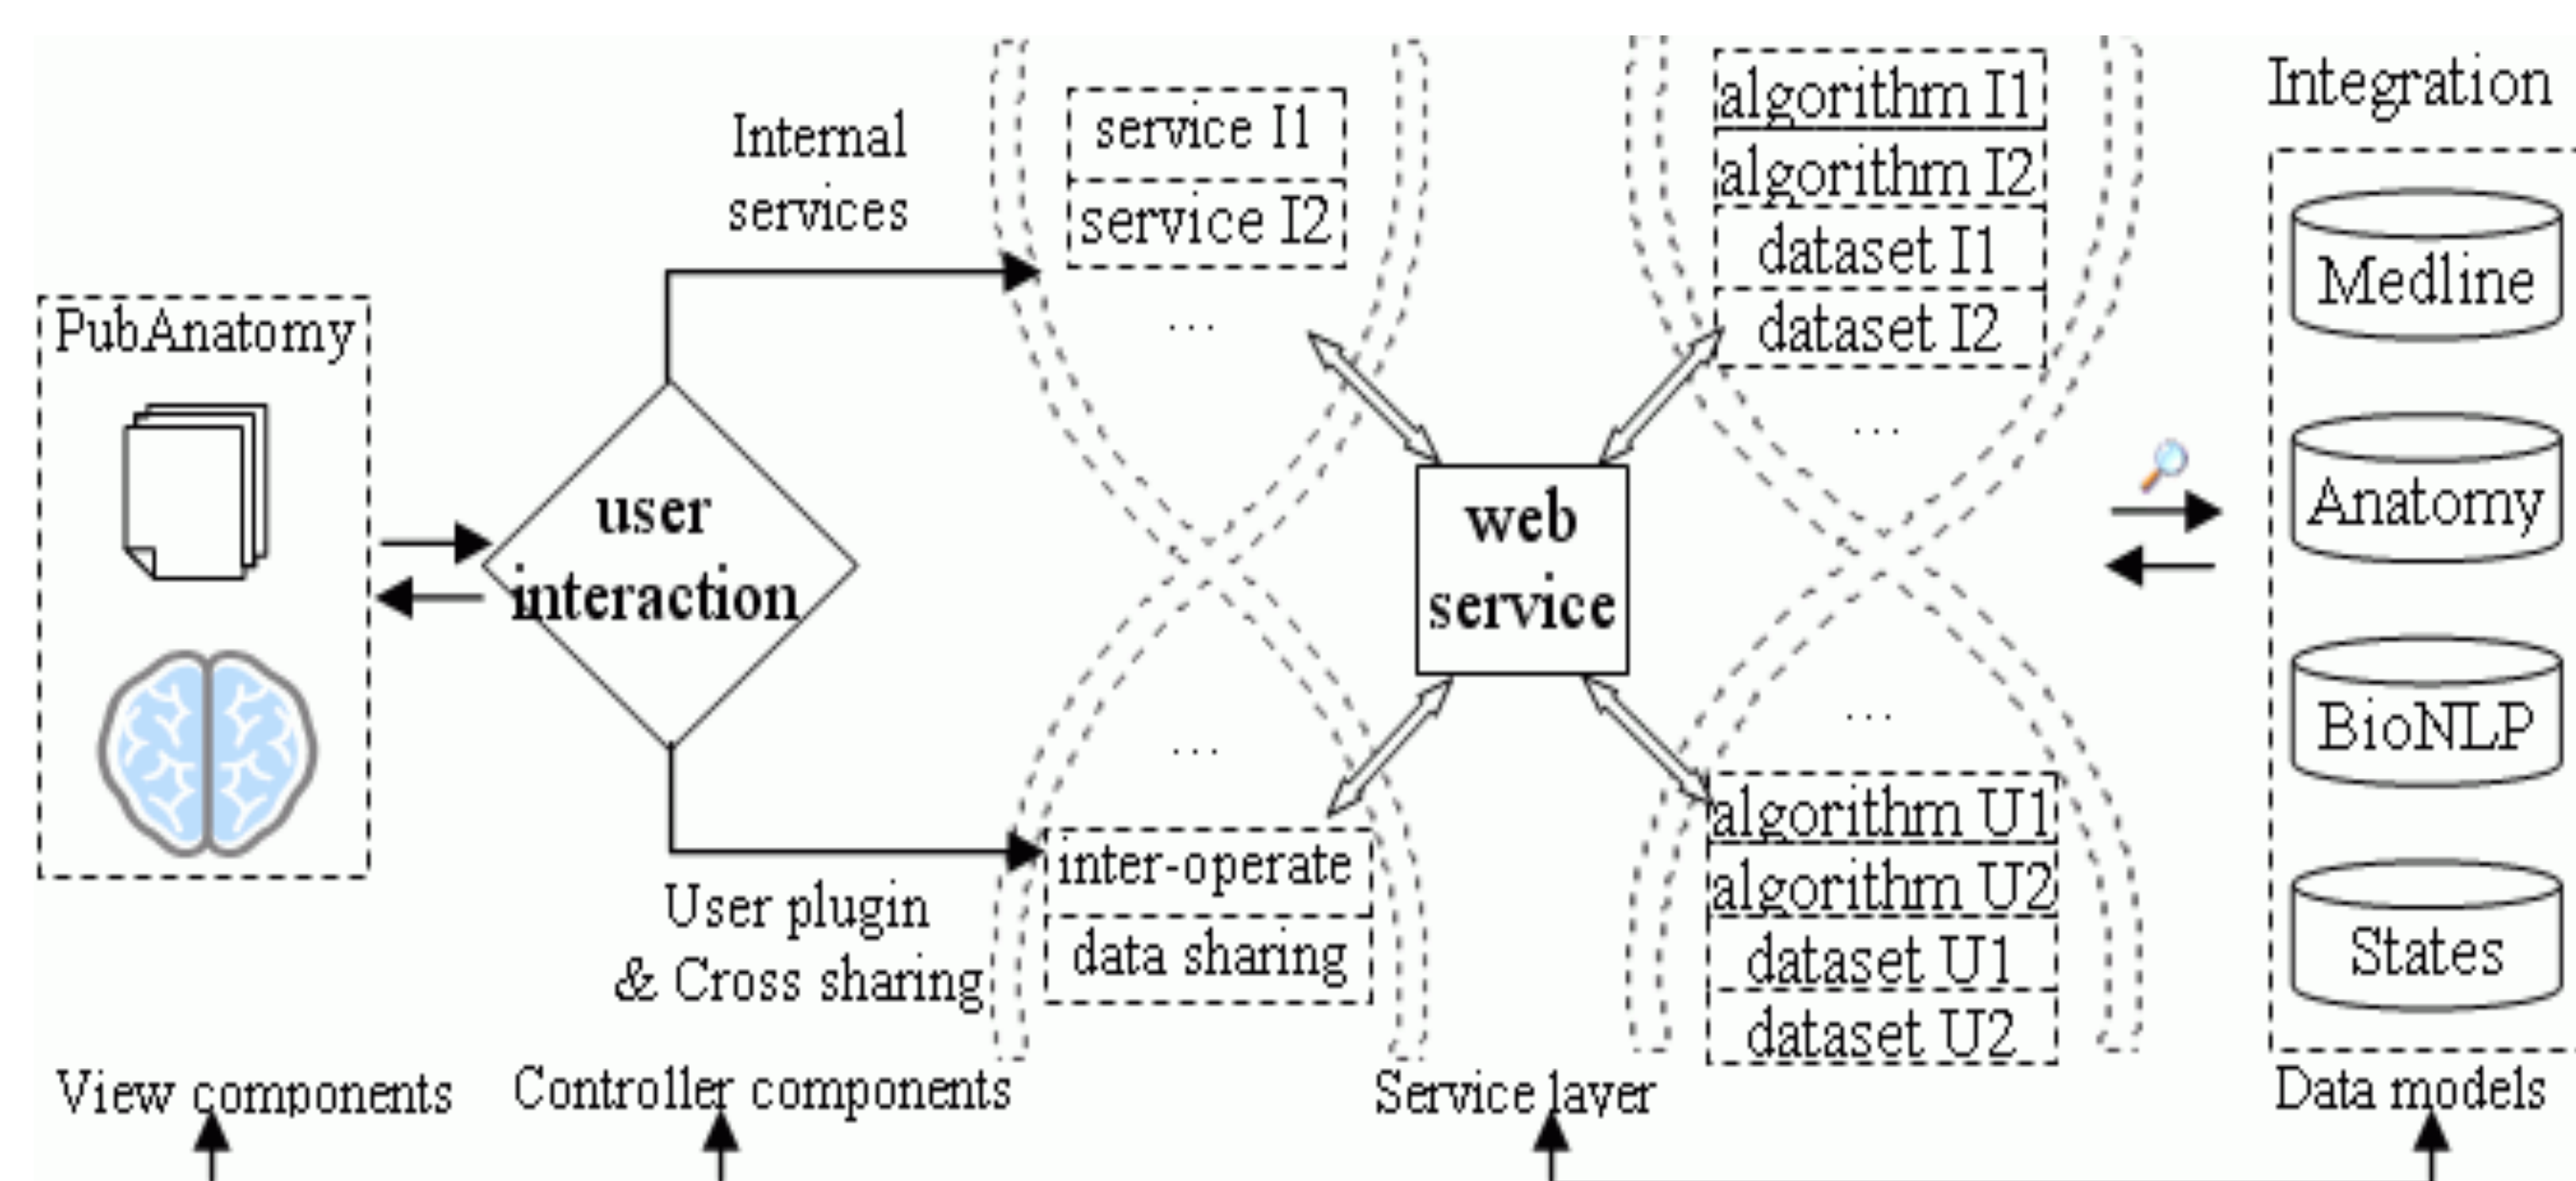 PubAnatomy
Internal
services
user
interaction
User plugin
& Cross sharing
service I1
service I2
...
...
inter-operate
data sharing
web
service
algorithm I1
algorithm I2
dataset I1
dataset I2
...
...
algorithm U1
algorithm U2
dataset U1
dataset U2
Integration
Medline
Anatomy
BioNLP
States
View components
Controller components
Service layer
Data models